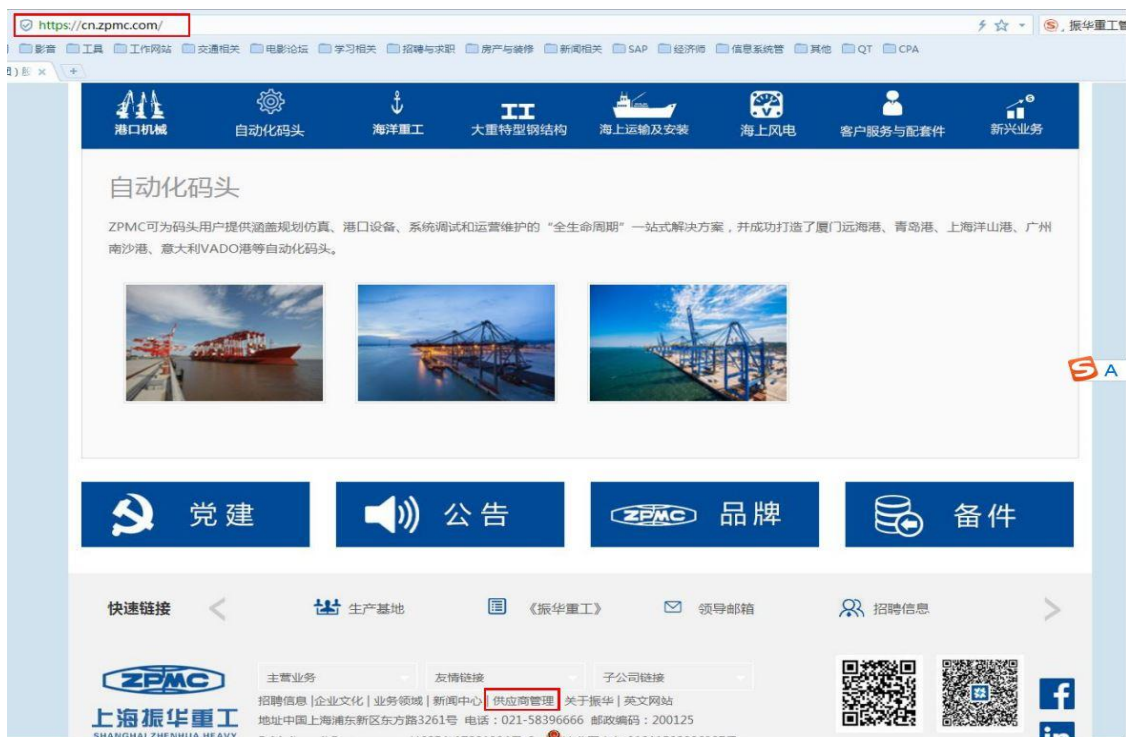 https://cn.zpmc.com/
振华重工管
影音 工具 工作网站 交通相关 电影论坛 学习相关 招聘与求职 房产与装修 新闻相关 SAP 经济师 信息系统管 其他 QT CPA
港口机械 自动化码头 海洋重工 大重特型钢结构 海上运输及安装 海上风电 客户服务与配套件 新兴业务
自动化码头
ZPMC可为码头用户提供涵盖规划仿真、港口设备、系统调试和运营维护的“全生命周期”一站式解决方案，并成功打造了厦门远海港、青岛港、上海洋山港、广州
南沙港、意大利VADO港等自动化码头。
S A
党建 公告 ZPMC 品牌 备件
快速链接 生产基地 《振华重工》 领导邮箱 招聘信息
ZPMC 主营业务 友情链接 子公司链接
招聘信息 |企业文化 | 业务领域 | 新闻中心 | 供应商管理 | 关于振华 | 英文网站
上海振华重工 地址中国上海浦东新区东方路3261号 电话：021-58396666 邮政编码：200125
SHANGHAI ZHENHUA HEAVY
f
in